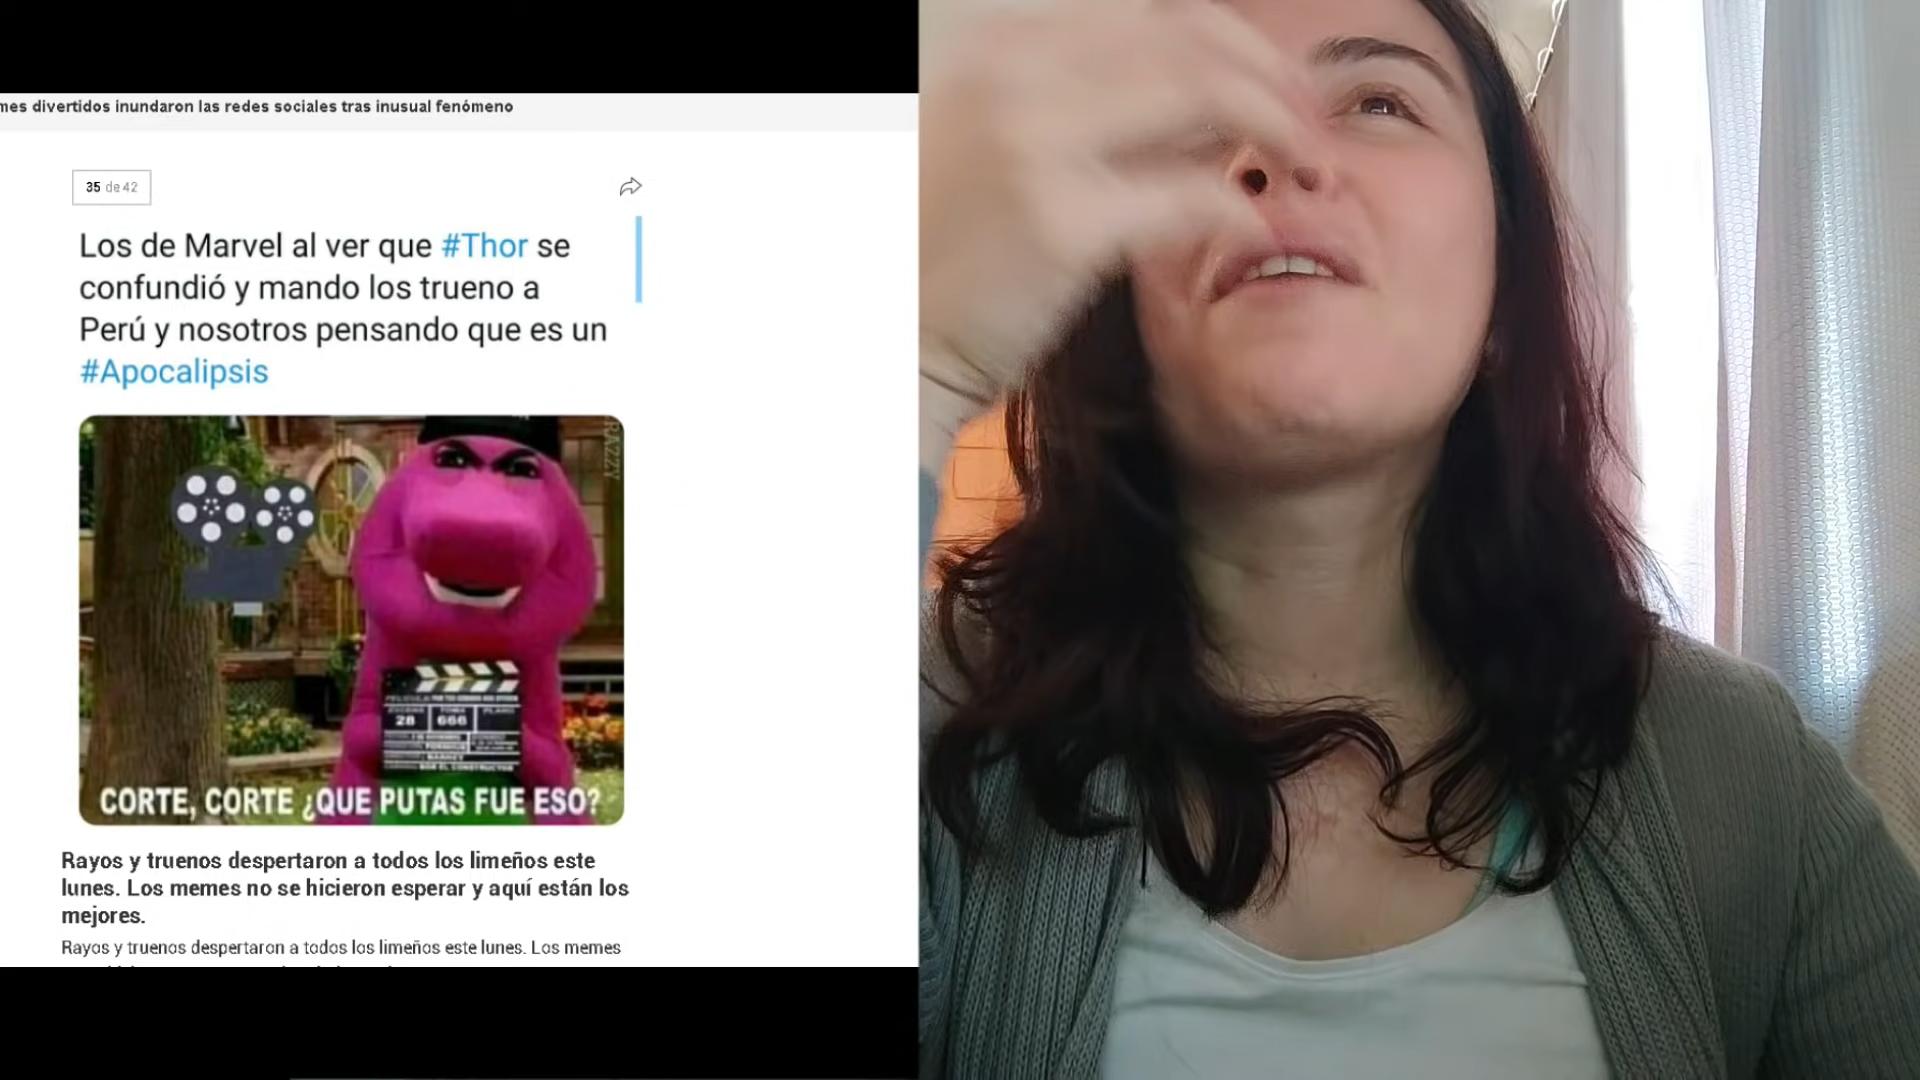 mes divertidos inundaron las redes sociales tras inusual fenómeno
35 de 42
Los de Marvel al ver que #Thor se
confundió y mando los trueno a
Perú y nosotros pensando que es un
#Apocalipsis
RAZZY
28 666
CORTE, CORTE ¿QUE PUTAS FUE ESO?
Rayos y truenos despertaron a todos los limeños este
lunes. Los memes no se hicieron esperar y aquí están los
mejores.
Rayos y truenos despertaron a todos los limeños este lunes. Los memes